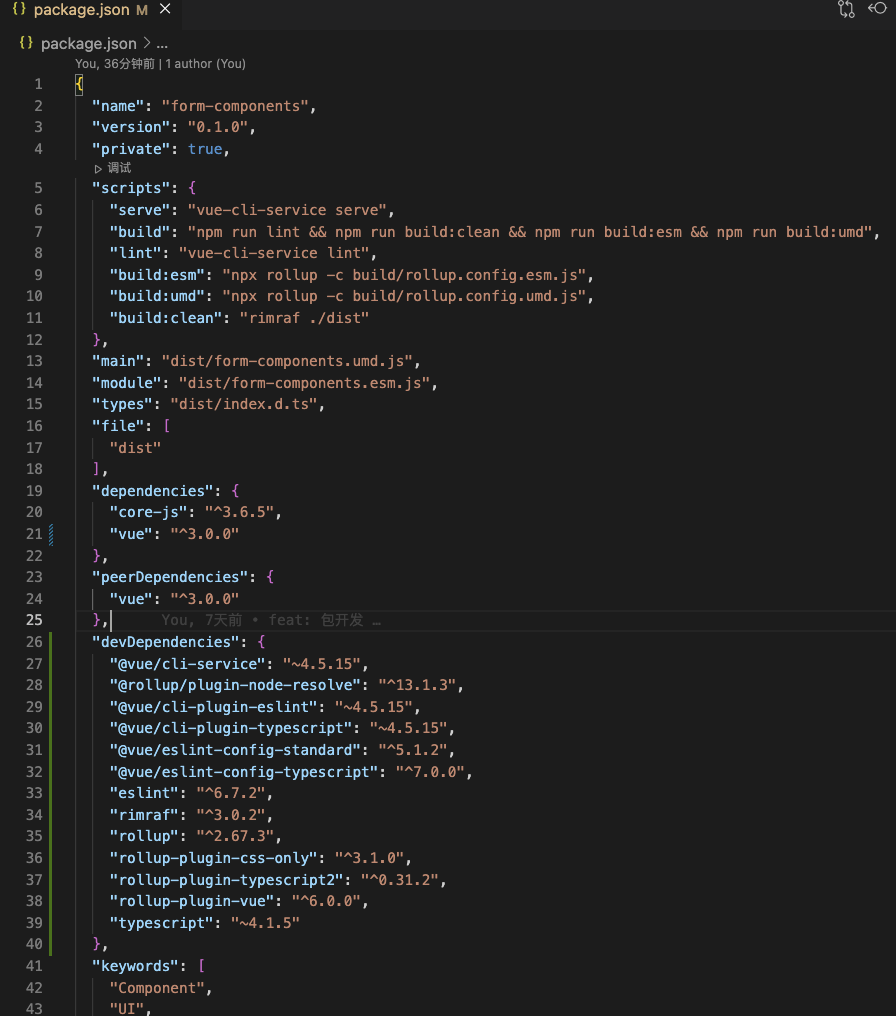 {} package.json M ×
{} package.json > ...
You, 36分钟前 | 1 author (You)
1 {
2 "name": "form-components",
3 "version": "0.1.0",
4 "private": true,
▷ 调试
5 "scripts": {
6 "serve": "vue-cli-service serve",
7 "build": "npm run lint && npm run build:clean && npm run build:esm && npm run build:umd",
8 "lint": "vue-cli-service lint",
9 "build:esm": "npx rollup -c build/rollup.config.esm.js",
10 "build:umd": "npx rollup -c build/rollup.config.umd.js",
11 "build:clean": "rimraf ./dist"
12 },
13 "main": "dist/form-components.umd.js",
14 "module": "dist/form-components.esm.js",
15 "types": "dist/index.d.ts",
16 "file": [
17 "dist"
18 ],
19 "dependencies": {
20 "core-js": "^3.6.5",
21 "vue": "^3.0.0"
22 },
23 "peerDependencies": {
24 "vue": "^3.0.0"
25 }, You, 7天前 • feat: 包开发 …
26 "devDependencies": {
27 "@vue/cli-service": "~4.5.15",
28 "@rollup/plugin-node-resolve": "^13.1.3",
29 "@vue/cli-plugin-eslint": "~4.5.15",
30 "@vue/cli-plugin-typescript": "~4.5.15",
31 "@vue/eslint-config-standard": "^5.1.2",
32 "@vue/eslint-config-typescript": "^7.0.0",
33 "eslint": "^6.7.2",
34 "rimraf": "^3.0.2",
35 "rollup": "^2.67.3",
36 "rollup-plugin-css-only": "^3.1.0",
37 "rollup-plugin-typescript2": "^0.31.2",
38 "rollup-plugin-vue": "^6.0.0",
39 "typescript": "~4.1.5"
40 },
41 "keywords": [
42 "Component",
43 "UI",